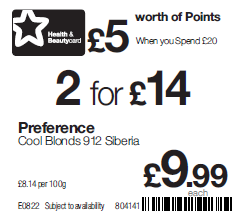 Health &
Beautycard
£5
worth of Points
When you Spend £20
2 for £14
Preference
Cool Blonds 912 Siberia
£9.99
each
£8.14 per 100g
E0822 Subject to availability 804141